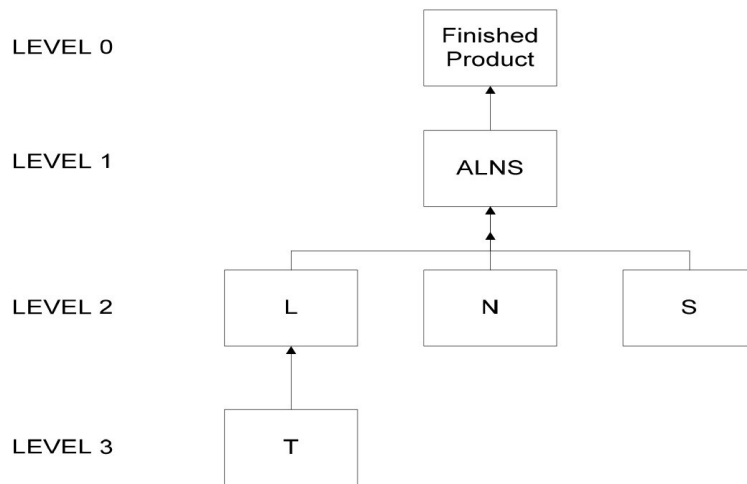 LEVEL 0
Finished
Product
LEVEL 1
ALNS
LEVEL 2
L
N
S
LEVEL 3
T